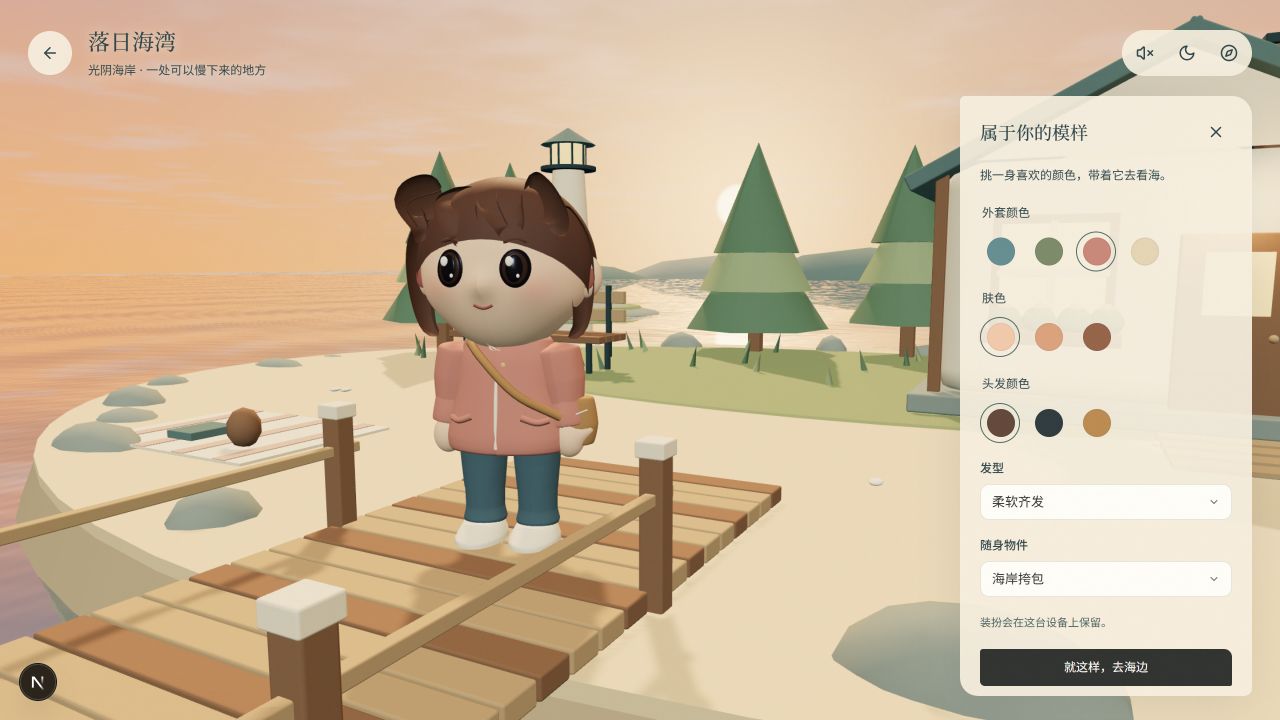 落日海湾
光阴海岸 · 一处可以慢下来的地方
属于你的模样
挑一身喜欢的颜色，带着它去看海。
外套颜色
肤色
头发颜色
发型
柔软齐发
随身物件
海岸挎包
装扮会在这台设备上保留。
就这样，去海边
N